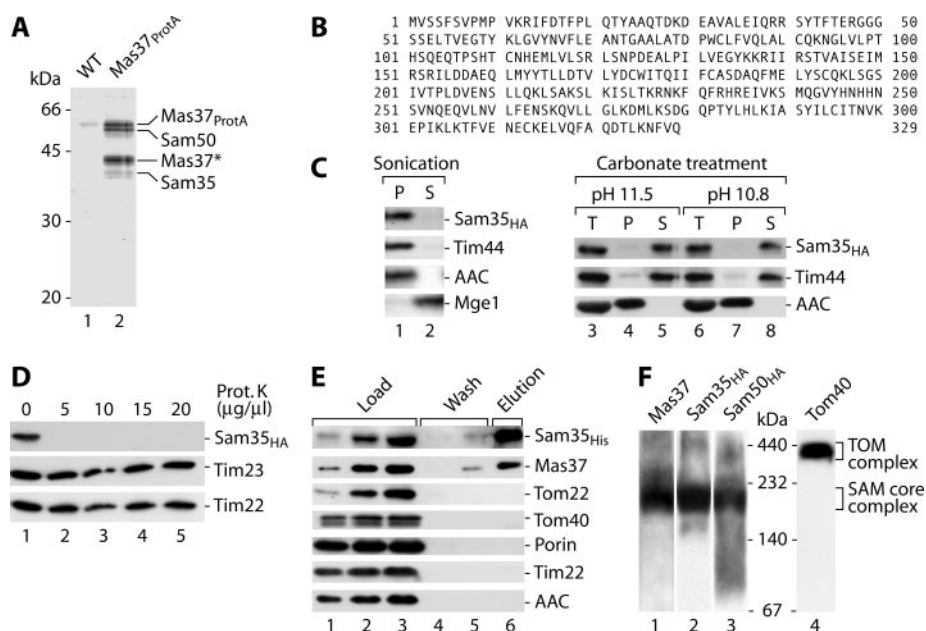 A
WT
Mas37ProtA
kDa
66
45
30
20
Mas37ProtA
Sam50
Mas37*
Sam35
1 2
B
1 MVSSFSVPMP VKRIFDTFPL QTYAAQTDKD EAVALEIQRR SYTFTERGGG 50
51 SSELTVEGTY KLGVYNVFLE ANTGAALATD PWCLFVQLAL CQKNGLVLPT 100
101 HSQEQTPSHT CNHEMLVLSR LSNPDEALPI LVEGYKKRII RSTVAISEIM 150
151 RSRILDDAEQ LMYYTLLDTV LYDCWITQII FCASDAQFME LYSCQKLSGS 200
201 IVTPLDVENS LLQKLSAKSL KISLTKRNKF QFRHREIVKS MQGVYHNHHN 250
251 SVNQEQVLNV LFENSKQVLL GLKDMLKSDG QPTYLHLKIA SYILCITNVK 300
301 EPIKLKTFVE NECKELVQFA QDTLKNFVQ 329
C
Sonication
P S
Sam35HA
Tim44
AAC
Mge1
1 2
Carbonate treatment
pH 11.5 pH 10.8
T P S T P S
Sam35HA
Tim44
AAC
3 4 5 6 7 8
D
Prot. K
0 5 10 15 20 (µg/µl)
Sam35HA
Tim23
Tim22
1 2 3 4 5
E
Load Wash Elution
Sam35His
Mas37
Tom22
Tom40
Porin
Tim22
AAC
1 2 3 4 5 6
F
Mas37
Sam35HA
Sam50HA
Tom40
kDa
440
232
140
67
TOM
complex
SAM core
complex
1 2 3 4